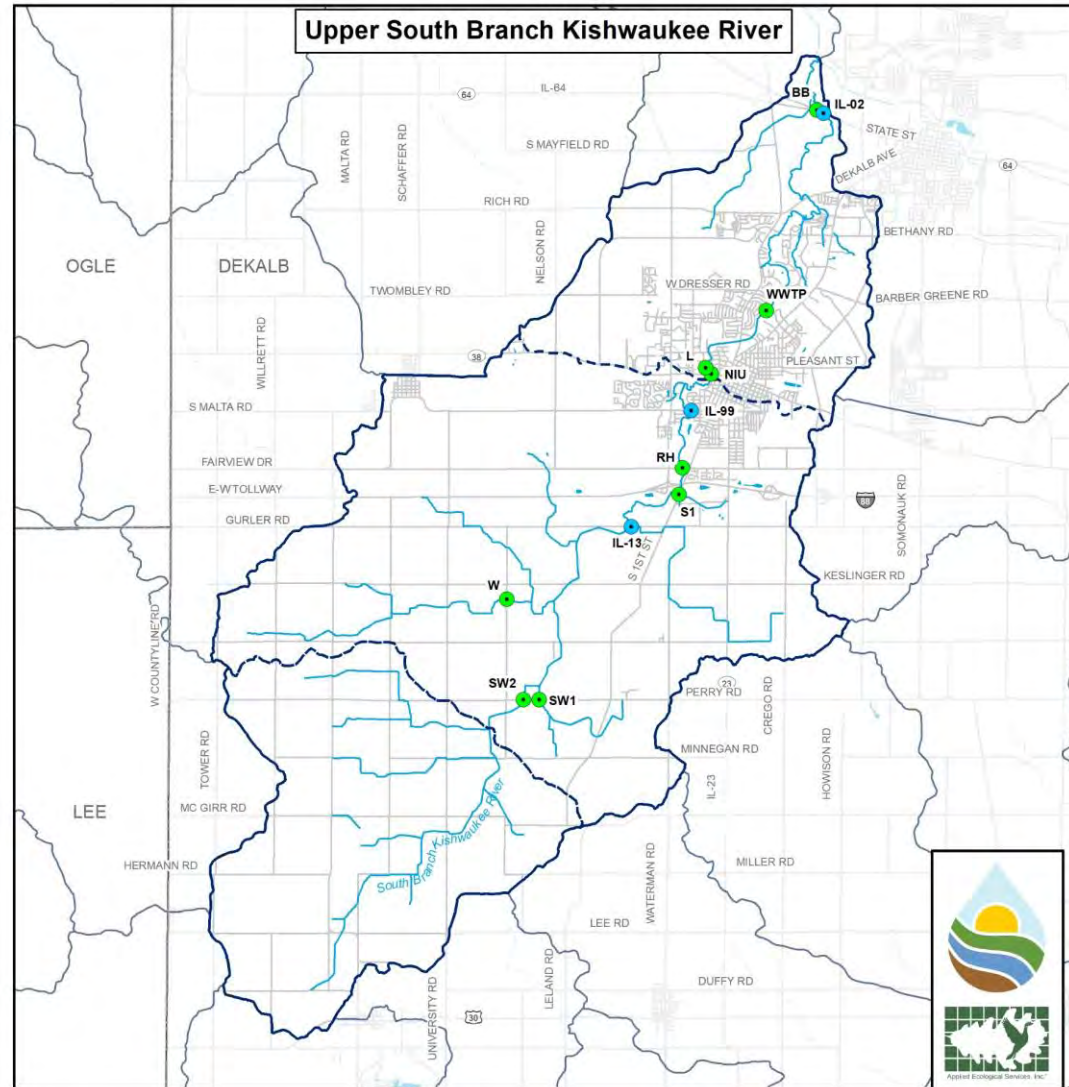 Upper South Branch Kishwaukee River
BB
IL-02
64
IL-64
STATE ST
S MAYFIELD RD
DEKALB AVE
64
MALTA RD
SCHAFFER RD
RICH RD
NELSON RD
BETHANY RD
OGLE
DEKALB
W DRESSER RD
TWOMBLEY RD
BARBER GREENE RD
WWTP
WILLRETT RD
38
L
PLEASANT ST
NIU
S MALTA RD
IL-99
RH
FAIRVIEW DR
E-W TOLLWAY
88
SOMONAUK RD
S1
GURLER RD
IL-13
S 1ST ST
KESLINGER RD
W
W COUNTYLINE RD
SW2
SW1
23
PERRY RD
CREGO RD
MINNEGAN RD
TOWER RD
IL-23
HOWISON RD
MC GIRR RD
LEE
South Branch Kishwaukee River
HERMANN RD
MILLER RD
WATERMAN RD
LEE RD
LELAND RD
UNIVERSITY RD
DUFFY RD
30
Applied Ecological Services, Inc.